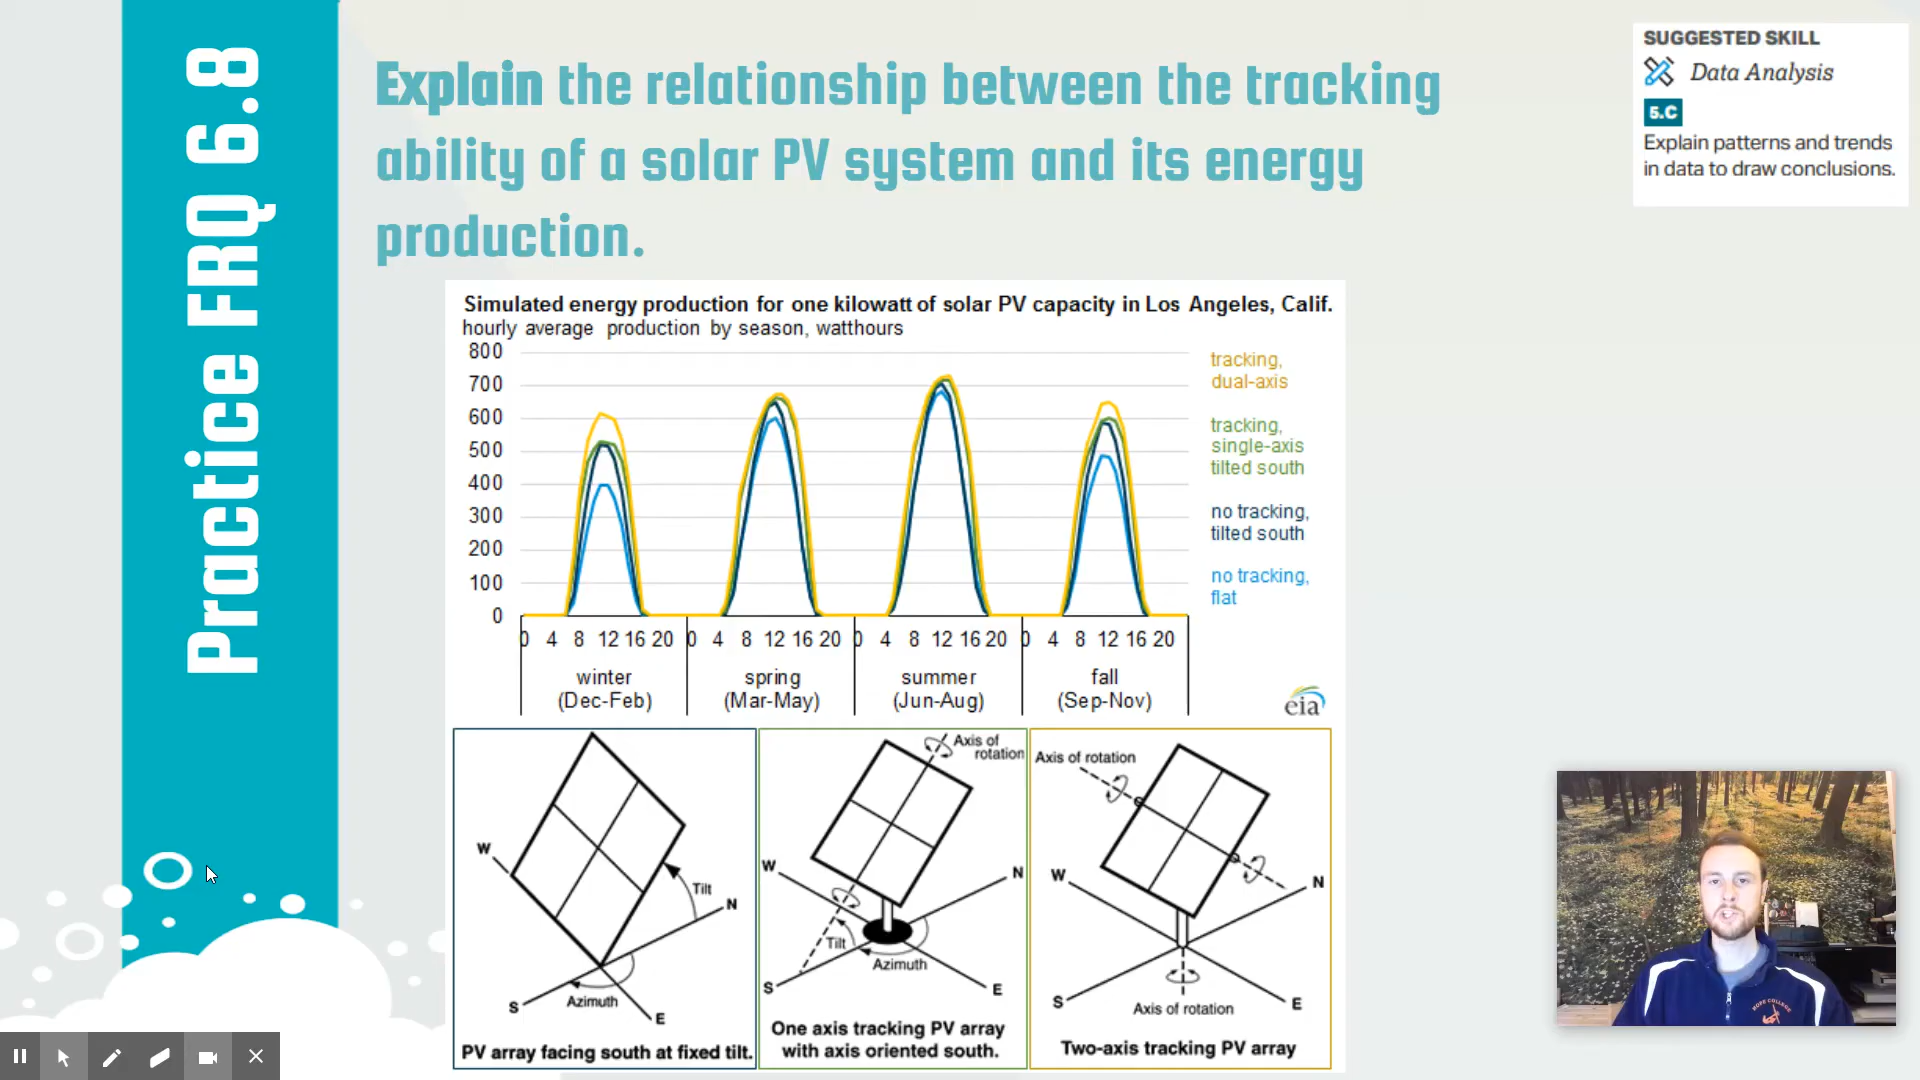 Practice FRQ 6.8
Explain the relationship between the tracking
ability of a solar PV system and its energy
production.
SUGGESTED SKILL
Data Analysis
5.C
Explain patterns and trends
in data to draw conclusions.
Simulated energy production for one kilowatt of solar PV capacity in Los Angeles, Calif.
hourly average production by season, watthours
800
700
600
500
400
300
200
100
0
tracking,
dual-axis
tracking,
single-axis
tilted south
no tracking,
tilted south
no tracking,
flat
0 4 8 12 16 20 0 4 8 12 16 20 0 4 8 12 16 20 0 4 8 12 16 20
winter spring summer fall
(Dec-Feb) (Mar-May) (Jun-Aug) (Sep-Nov)
eia
W
Tilt
N
S
Azimuth
E
PV array facing south at fixed tilt.
Axis of
rotation
W
N
Tilt
Azimuth
S
E
One axis tracking PV array
with axis oriented south.
Axis of rotation
W
N
S
E
Axis of rotation
Two-axis tracking PV array
HOPE COLLEGE